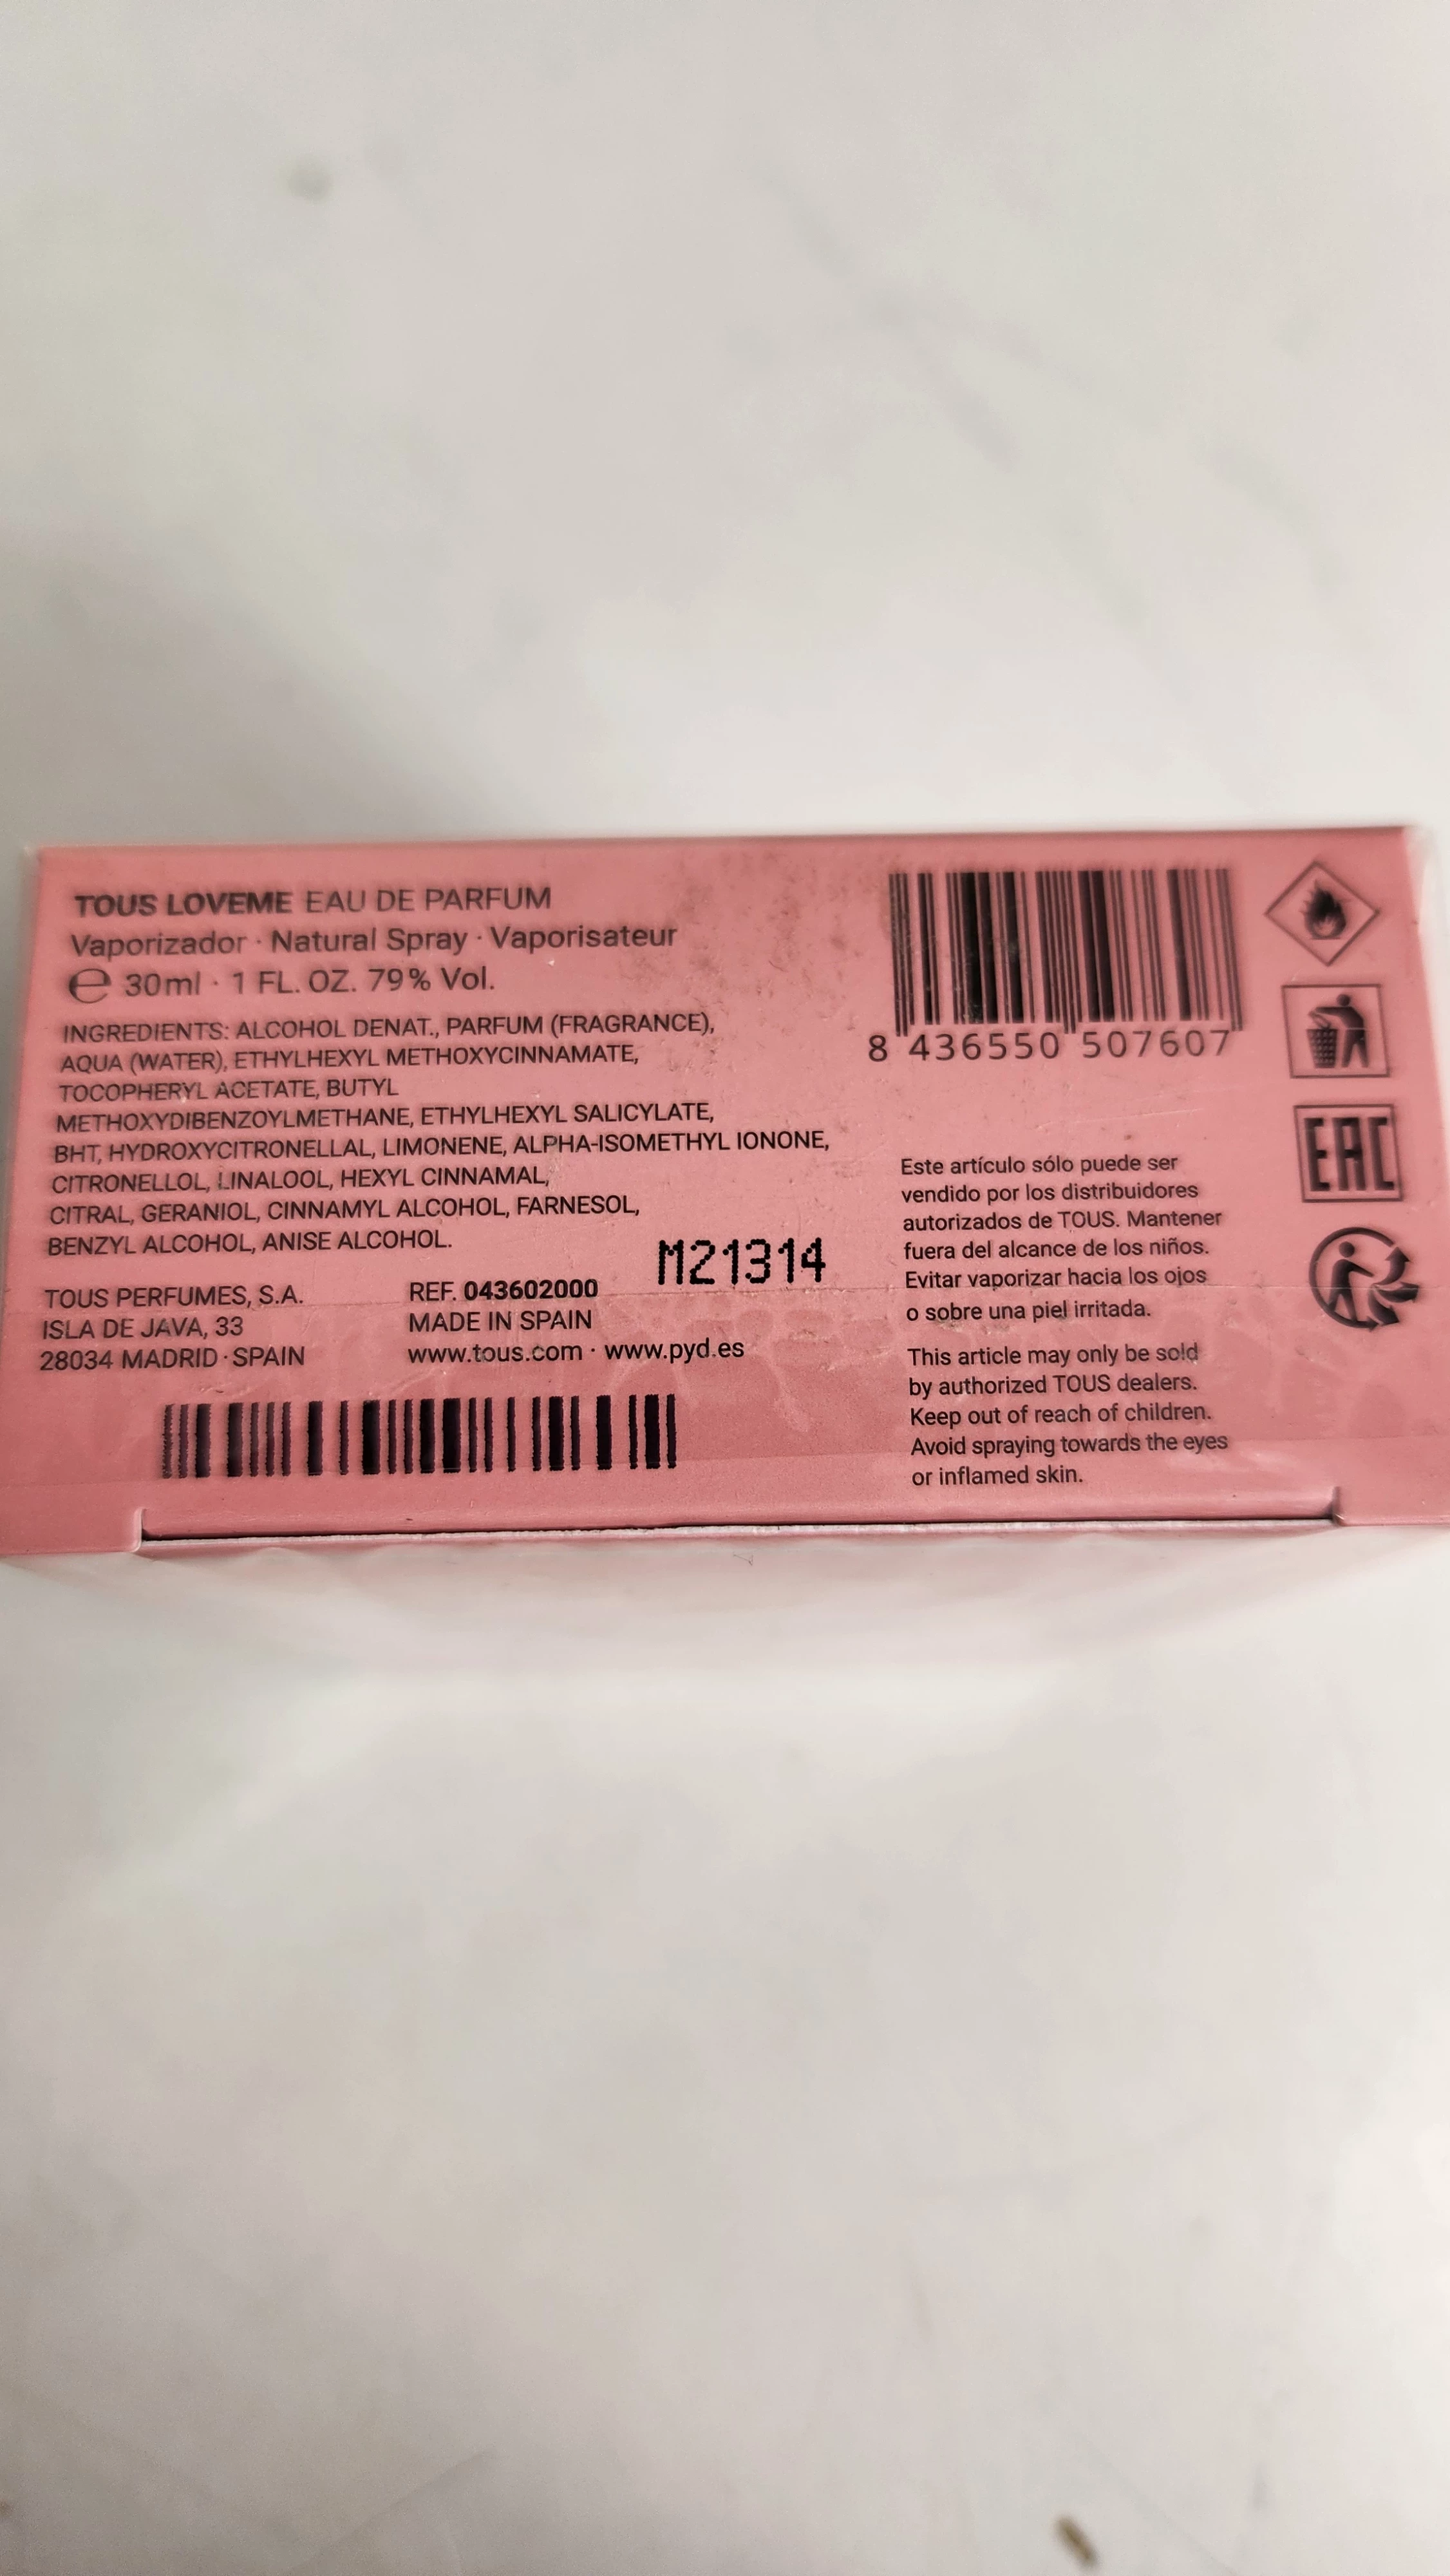 TOUS LOVEME EAU DE PARFUM
Vaporizador · Natural Spray · Vaporisateur
℮ 30ml · 1 FL. OZ. 79% Vol.
INGREDIENTS: ALCOHOL DENAT., PARFUM (FRAGRANCE),
AQUA (WATER), ETHYLHEXYL METHOXYCINNAMATE,
TOCOPHERYL ACETATE, BUTYL
METHOXYDIBENZOYLMETHANE, ETHYLHEXYL SALICYLATE,
BHT, HYDROXYCITRONELLAL, LIMONENE, ALPHA-ISOMETHYL IONONE,
CITRONELLOL, LINALOOL, HEXYL CINNAMAL,
CITRAL, GERANIOL, CINNAMYL ALCOHOL, FARNESOL,
BENZYL ALCOHOL, ANISE ALCOHOL.
TOUS PERFUMES, S.A.
ISLA DE JAVA, 33
28034 MADRID · SPAIN
REF. 043602000
MADE IN SPAIN
www.tous.com · www.pyd.es
M21314
8 436550 507607
Este artículo sólo puede ser
vendido por los distribuidores
autorizados de TOUS. Mantener
fuera del alcance de los niños.
Evitar vaporizar hacia los ojos
o sobre una piel irritada.
This article may only be sold
by authorized TOUS dealers.
Keep out of reach of children.
Avoid spraying towards the eyes
or inflamed skin.
EAC